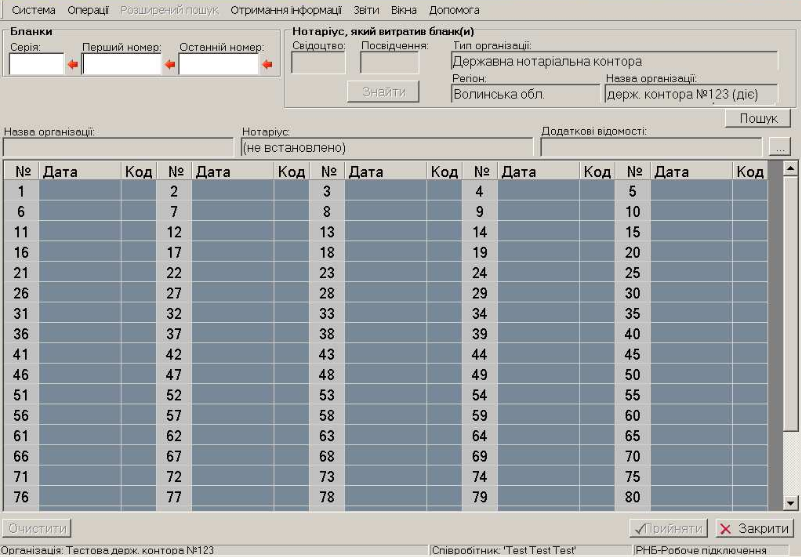 Система Операції Розширений пошук Отримання інформації Звіти Вікна Допомога
Бланки
Серія: Перший номер: Останній номер:
Нотаріус, який витратив бланк(и)
Свідоцтво: Посвідчення: Тип організації:
Державна нотаріальна контора
Регіон: Назва організації:
Знайти Волинська обл. держ. контора №123 (діє)
Пошук
Назва організації: Нотаріус: Додаткові відомості:
(не встановлено) ...
№ Дата Код № Дата Код № Дата Код № Дата Код № Дата Код
1 2 3 4 5
6 7 8 9 10
11 12 13 14 15
16 17 18 19 20
21 22 23 24 25
26 27 28 29 30
31 32 33 34 35
36 37 38 39 40
41 42 43 44 45
46 47 48 49 50
51 52 53 54 55
56 57 58 59 60
61 62 63 64 65
66 67 68 69 70
71 72 73 74 75
76 77 78 79 80
Очистити Прийняти Закрити
Організація: Тестова держ. контора №123 Співробітник: 'Test Test Test' РНБ-Робоче підключення